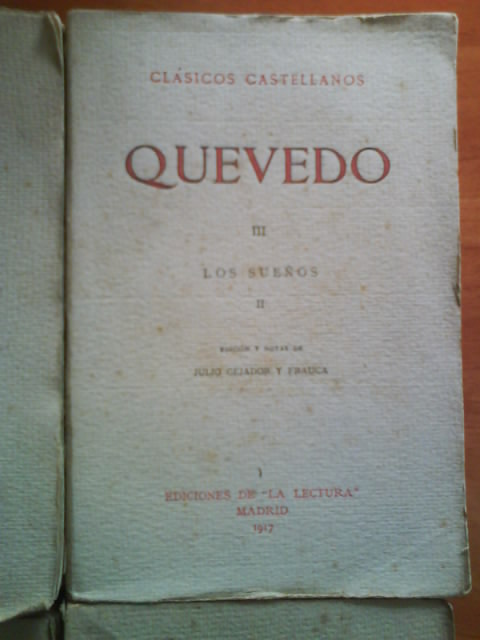 CLÁSICOS CASTELLANOS
QUEVEDO
III
LOS SUEÑOS
II
EDICIÓN Y NOTAS DE
JULIO CEJADOR Y FRAUCA
EDICIONES DE "LA LECTURA"
MADRID
1917